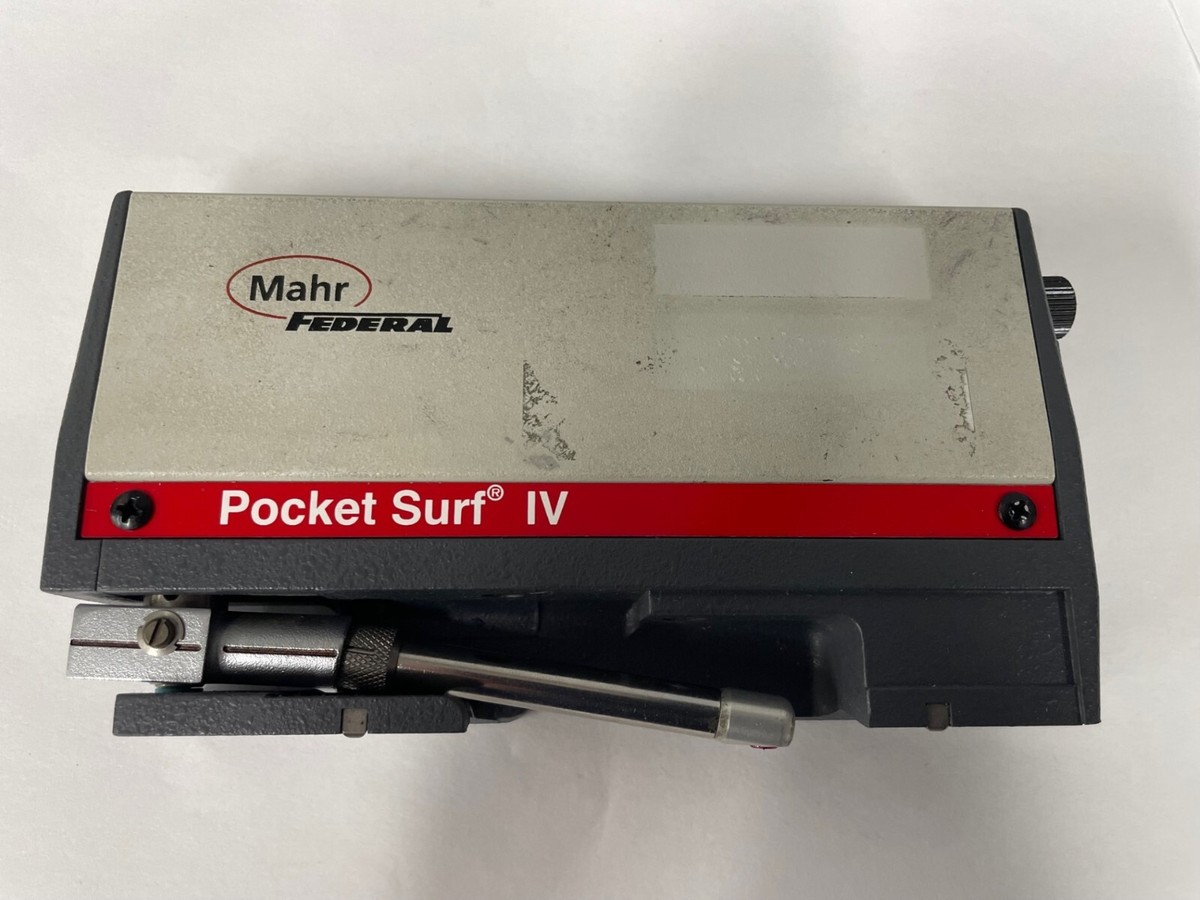 Mahr
FEDERAL
Pocket Surf® IV